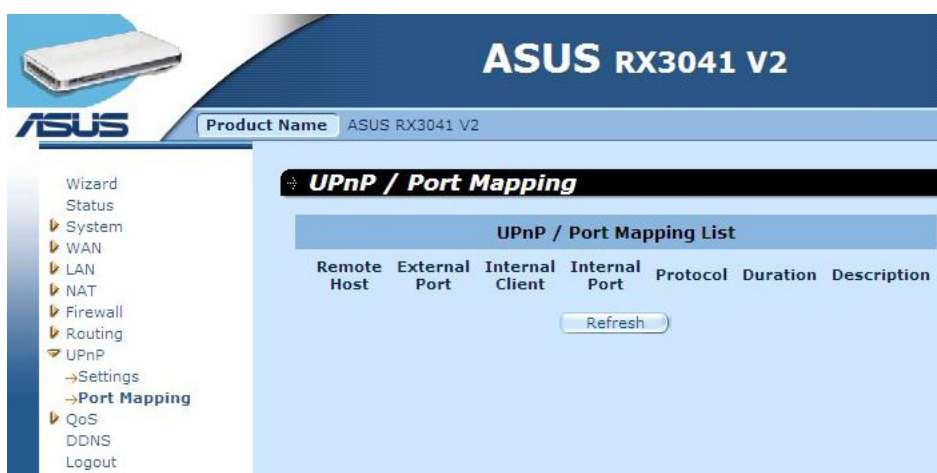 ASUS RX3041 V2
ASUS
Product Name ASUS RX3041 V2
Wizard
Status
System
WAN
LAN
NAT
Firewall
Routing
UPnP
Settings
Port Mapping
QoS
DDNS
Logout
UPnP / Port Mapping
UPnP / Port Mapping List
Remote Host External Port Internal Client Internal Port Protocol Duration Description
Refresh